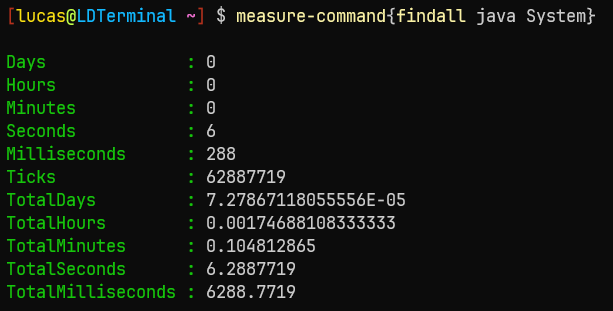 [lucas@LDTerminal ~] $ measure-command{findall java System}
Days : 0
Hours : 0
Minutes : 0
Seconds : 6
Milliseconds : 288
Ticks : 62887719
TotalDays : 7.27867118055556E-05
TotalHours : 0.00174688108333333
TotalMinutes : 0.104812865
TotalSeconds : 6.2887719
TotalMilliseconds : 6288.7719